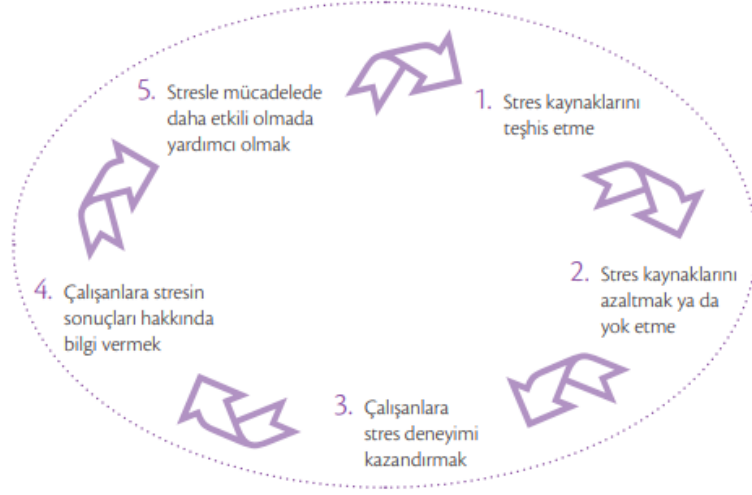 1. Stres kaynaklarını
teşhis etme
2. Stres kaynaklarını
azaltmak ya da
yok etme
3. Çalışanlara
stres deneyimi
kazandırmak
4. Çalışanlara stresin
sonuçları hakkında
bilgi vermek
5. Stresle mücadelede
daha etkili olmada
yardımcı olmak